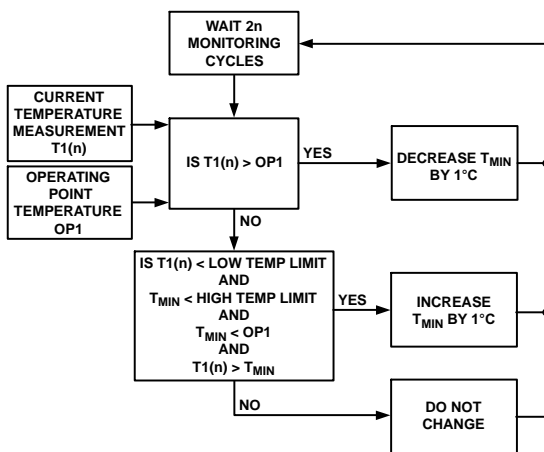 WAIT 2n
MONITORING
CYCLES
CURRENT
TEMPERATURE
MEASUREMENT
T1(n)
IS T1(n) > OP1
YES
DECREASE TMIN
BY 1°C
OPERATING
POINT
TEMPERATURE
OP1
NO
IS T1(n) < LOW TEMP LIMIT
AND
TMIN < HIGH TEMP LIMIT
AND
TMIN < OP1
AND
T1(n) > TMIN
YES
INCREASE
TMIN BY 1°C
NO
DO NOT
CHANGE